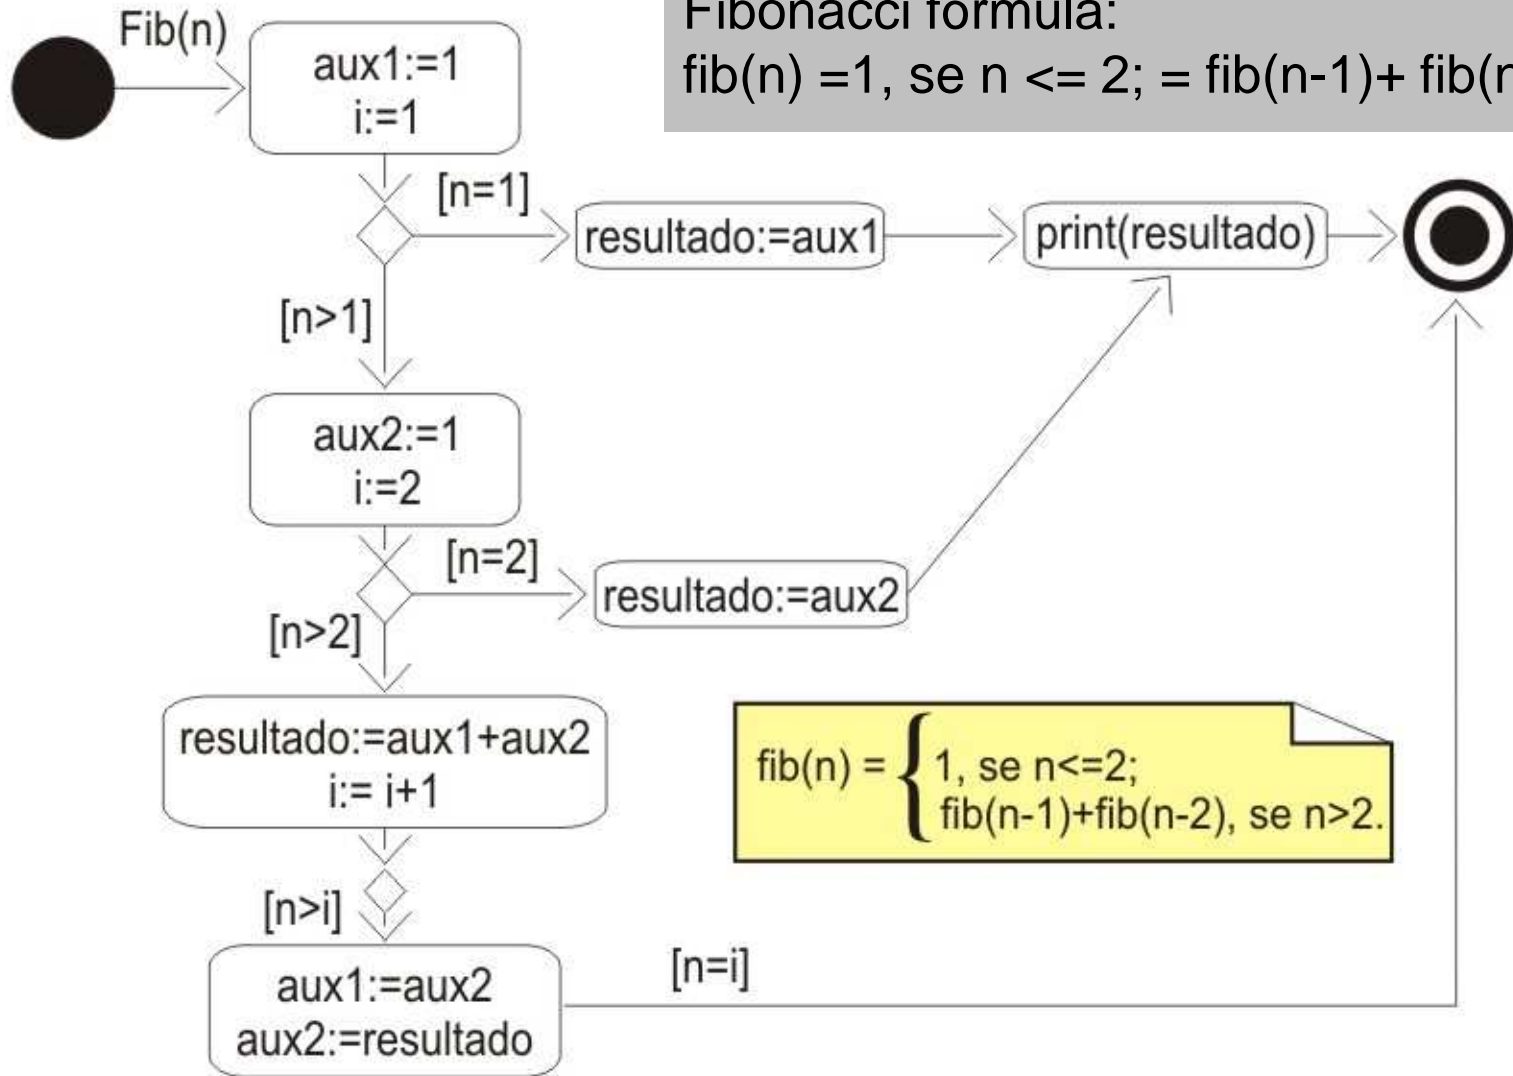 Fibonacci formula:
fib(n) =1, se n <= 2; = fib(n-1)+ fib(n
Fib(n)
aux1:=1
i:=1
[n=1]
resultado:=aux1
print(resultado)
[n>1]
aux2:=1
i:=2
[n=2]
resultado:=aux2
[n>2]
resultado:=aux1+aux2
i:= i+1
fib(n) = { 1, se n<=2;
fib(n-1)+fib(n-2), se n>2.
[n>i]
aux1:=aux2
aux2:=resultado
[n=i]